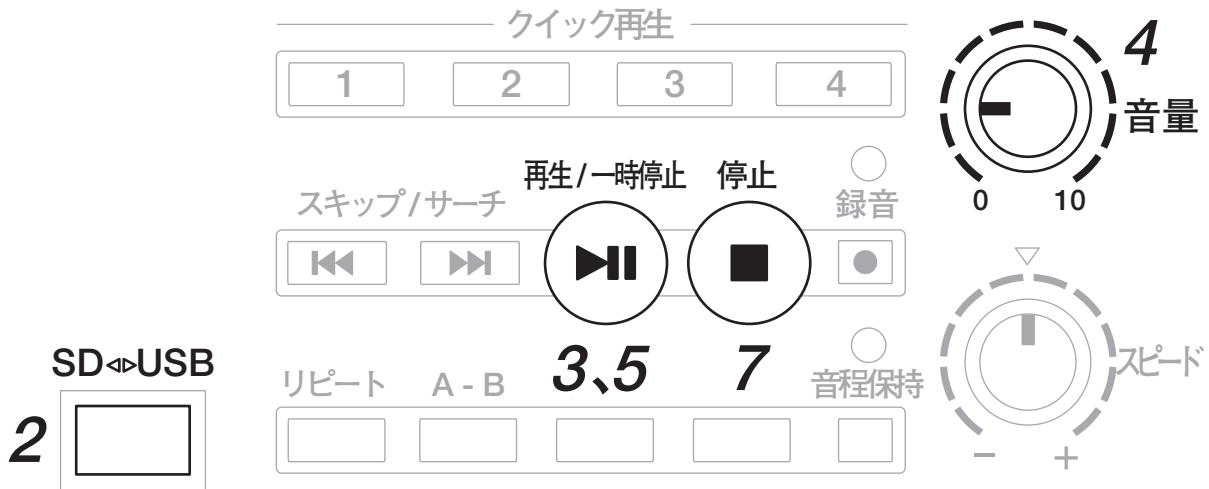 クイック再生
1 2 3 4
4
音量
0 10
再生/一時停止 停止
スキップ/サーチ
録音
SD◁▷USB
2
3、5 7
リピート A - B
音程保持
スピード
- +